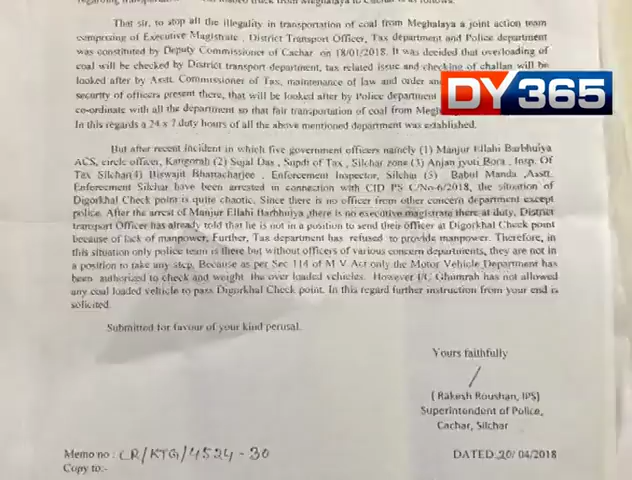 from Meghalaya to Cachar is as follows.
That sir, to stop all the illegality in transportation of coal from Meghalaya a joint action team
comprising of Executive Magistrate , District Transport Officer, Tax department and Police department
was constituted by Deputy Commissioner of Cachar on 18/01/2018. It was decided that overloading of
coal will be checked by District transport department, tax related issue and checking of challan will be
looked after by Asstt. Commissioner of Tax, maintenance of law and order and
security of officers present there, that will be looked after by Police department
co-ordinate with all the department so that fair transportation of coal from
In this regards a 24 x 7 duty hours of all the above mentioned department was established.
DY365
But after recent incident in which five government officers namely (1) Manjur Ellahi Barbhuiya
ACS, circle officer, Katigorah (2) Sujal Das , Supdt of Tax , Silchar zone (3) Anjan jyoti Bora , Insp. Of
Tax Silchar(4) Biswajit Bhattacharjee , Enforcement Inspector, Silchar (5) Babul Manda ,Asstt.
Enforcement Silchar have been arrested in connection with CID PS C/No-6/2018, the situation of
Digorkhal Check point is quite chaotic. Since there is no officer from other concern department except
police. After the arrest of Manjur Ellahi Barbhuiya ,there is no executive magistrate there at duty, District
transport Officer has already told that he is not in a position to send their officer at Digorkhal Check point
because of lack of manpower, Further, Tax department has refused to provide manpower. Therefore, in
this situation only police team is there but without officers of various concern departments, they are not in
a position to take any step. Because as per Sec 114 of M V Act only the Motor Vehicle Department has
been authorized to check and weight the over loaded vehicles. However I/C Ghumrah has not allowed
any coal loaded vehicle to pass Digorkhal Check point. In this regard further instruction from your end is
solicited.
Submitted for favour of your kind perusal.
Yours faithfully
( Rakesh Roushan, IPS)
Superintendent of Police,
Cachar, Silchar
Memo no : CR/KTG/4524-30 DATED 20/ 04/2018
Copy to:-